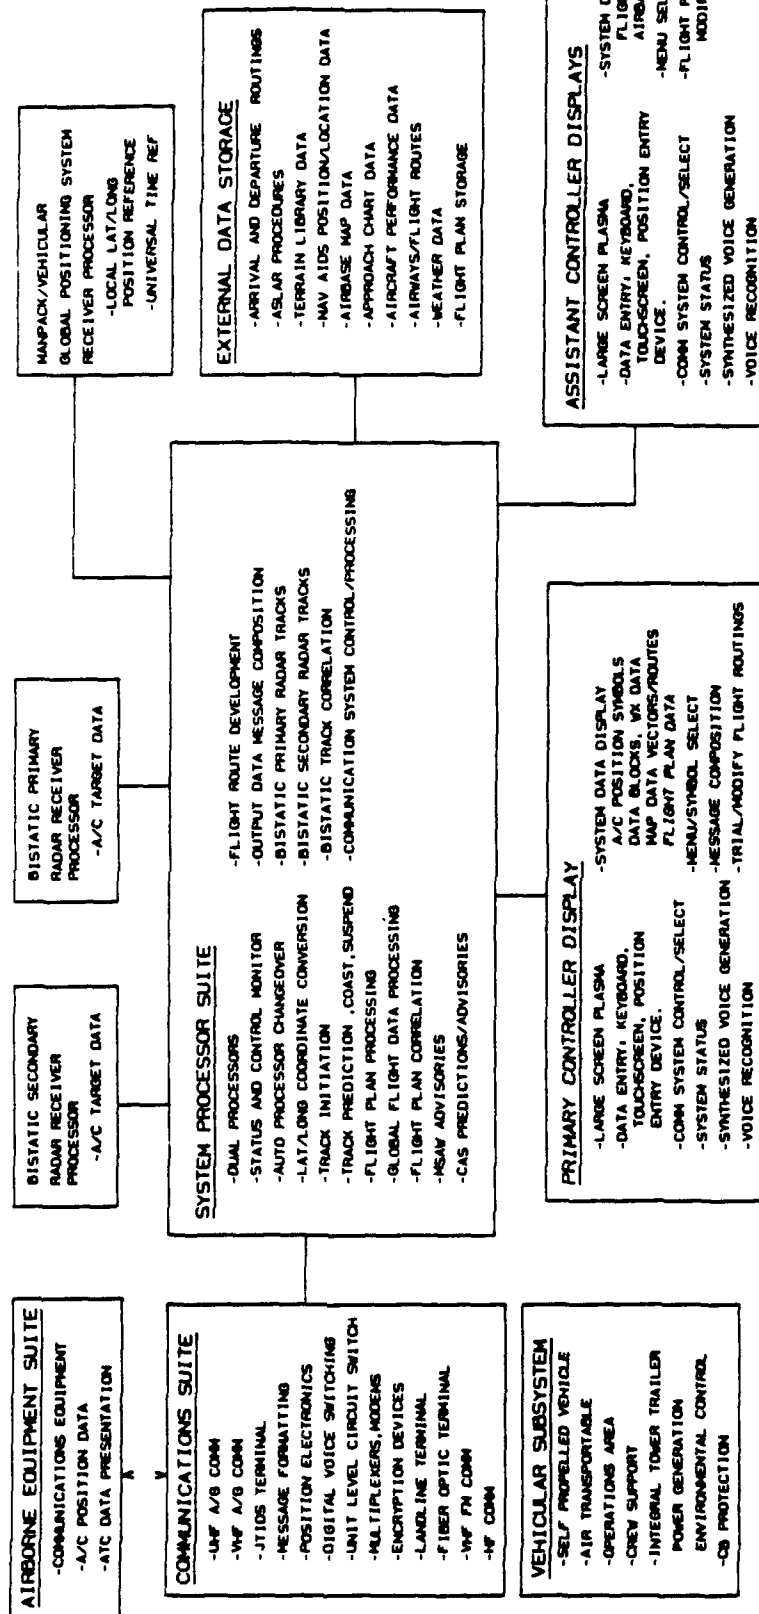 AIRBORNE EQUIPMENT SUITE
-COMMUNICATIONS EQUIPMENT
-A/C POSITION DATA
-ATC DATA PRESENTATION
COMMUNICATIONS SUITE
-UHF A/G COMM
-VHF A/G COMM
-JTIDS TERMINAL
-MESSAGE FORMATTING
-POSITION ELECTRONICS
-DIGITAL VOICE SWITCHING
-UNIT LEVEL CIRCUIT SWITCH
-MULTIPLEXERS,MODEMS
-ENCRYPTION DEVICES
-LANDLINE TERMINAL
-FIBER OPTIC TERMINAL
-VHF FM COMM
-HF COMM
VEHICULAR SUBSYSTEM
-SELF PROPELLED VEHICLE
-AIR TRANSPORTABLE
-OPERATIONS AREA
-CREW SUPPORT
-INTEGRAL TOWER TRAILER
POWER GENERATION
ENVIRONMENTAL CONTROL
-CB PROTECTION
BISTATIC SECONDARY
RADAR RECEIVER
PROCESSOR
-A/C TARGET DATA
BISTATIC PRIMARY
RADAR RECEIVER
PROCESSOR
-A/C TARGET DATA
MANPACK/VEHICULAR
GLOBAL POSITIONING SYSTEM
RECEIVER PROCESSOR
-LOCAL LAT/LONG
POSITION REFERENCE
-UNIVERSAL TIME REF
SYSTEM PROCESSOR SUITE
-DUAL PROCESSORS
-STATUS AND CONTROL MONITOR
-AUTO PROCESSOR CHANGEOVER
-LAT/LONG COORDINATE CONVERSION
-TRACK INITIATION
-TRACK PREDICTION ,COAST,SUSPEND
-FLIGHT PLAN PROCESSING
-GLOBAL FLIGHT DATA PROCESSING
-FLIGHT PLAN CORRELATION
-MSAW ADVISORIES
-CAS PREDICTIONS/ADVISORIES
-FLIGHT ROUTE DEVELOPMENT
-OUTPUT DATA MESSAGE COMPOSITION
-BISTATIC PRIMARY RADAR TRACKS
-BISTATIC SECONDARY RADAR TRACKS
-BISTATIC TRACK CORRELATION
-COMMUNICATION SYSTEM CONTROL/PROCESSING
EXTERNAL DATA STORAGE
-ARRIVAL AND DEPARTURE ROUTINGS
-ASLAR PROCEDURES
-TERRAIN LIBRARY DATA
-NAV AIDS POSITION/LOCATION DATA
-AIRBASE MAP DATA
-APPROACH CHART DATA
-AIRCRAFT PERFORMANCE DATA
-AIRWAYS/FLIGHT ROUTES
-WEATHER DATA
-FLIGHT PLAN STORAGE
PRIMARY CONTROLLER DISPLAY
-LARGE SCREEN PLASMA
-DATA ENTRY: KEYBOARD,
TOUCHSCREEN, POSITION
ENTRY DEVICE.
-COMM SYSTEM CONTROL/SELECT
-SYSTEM STATUS
-SYNTHESIZED VOICE GENERATION
-VOICE RECOGNITION
-SYSTEM DATA DISPLAY
A/C POSITION SYMBOLS
DATA BLOCKS, WX DATA
MAP DATA VECTORS/ROUTES
FLIGHT PLAN DATA
-MENU/SYMBOL SELECT
-MESSAGE COMPOSITION
-TRIAL/MODIFY FLIGHT ROUTINGS
ASSISTANT CONTROLLER DISPLAYS
-LARGE SCREEN PLASMA
-DATA ENTRY: KEYBOARD,
TOUCHSCREEN, POSITION ENTRY
DEVICE.
-COMM SYSTEM CONTROL/SELECT
-SYSTEM STATUS
-SYNTHESIZED VOICE GENERATION
-VOICE RECOGNITION
-SYSTEM
-MENU
-FLIGHT